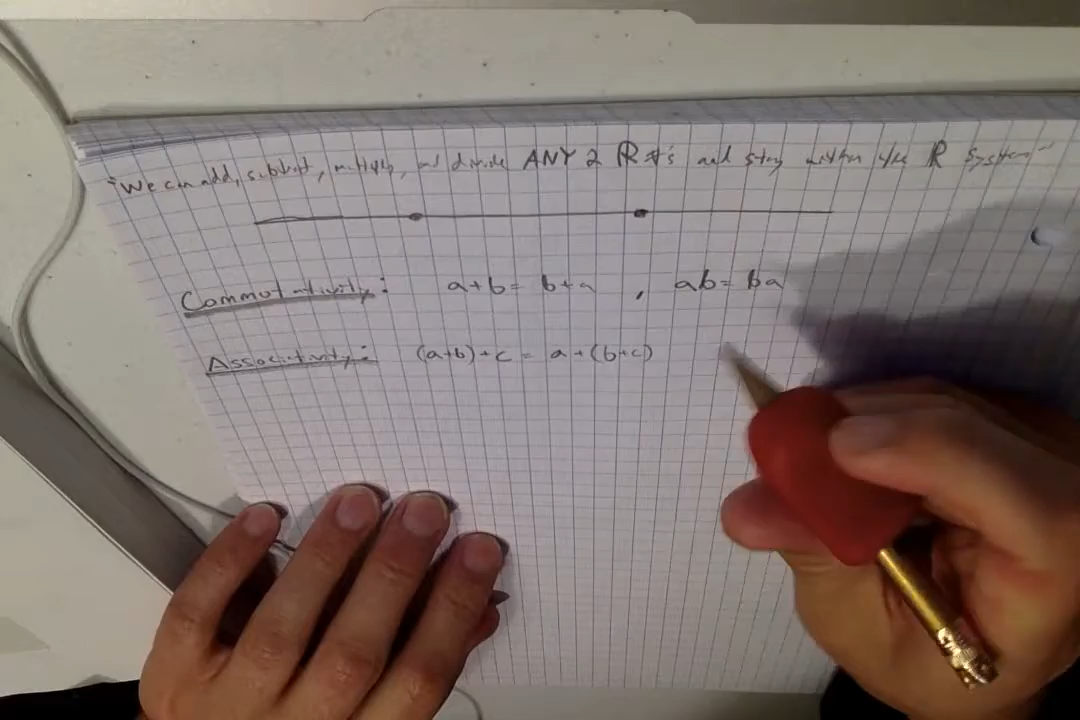 "We can add, subtract, multiply, and divide ANY 2 ℝ #'s and stay within the ℝ system"
Commutativity: a+b = b+a , ab = ba
Associativity: (a+b)+c = a+(b+c)